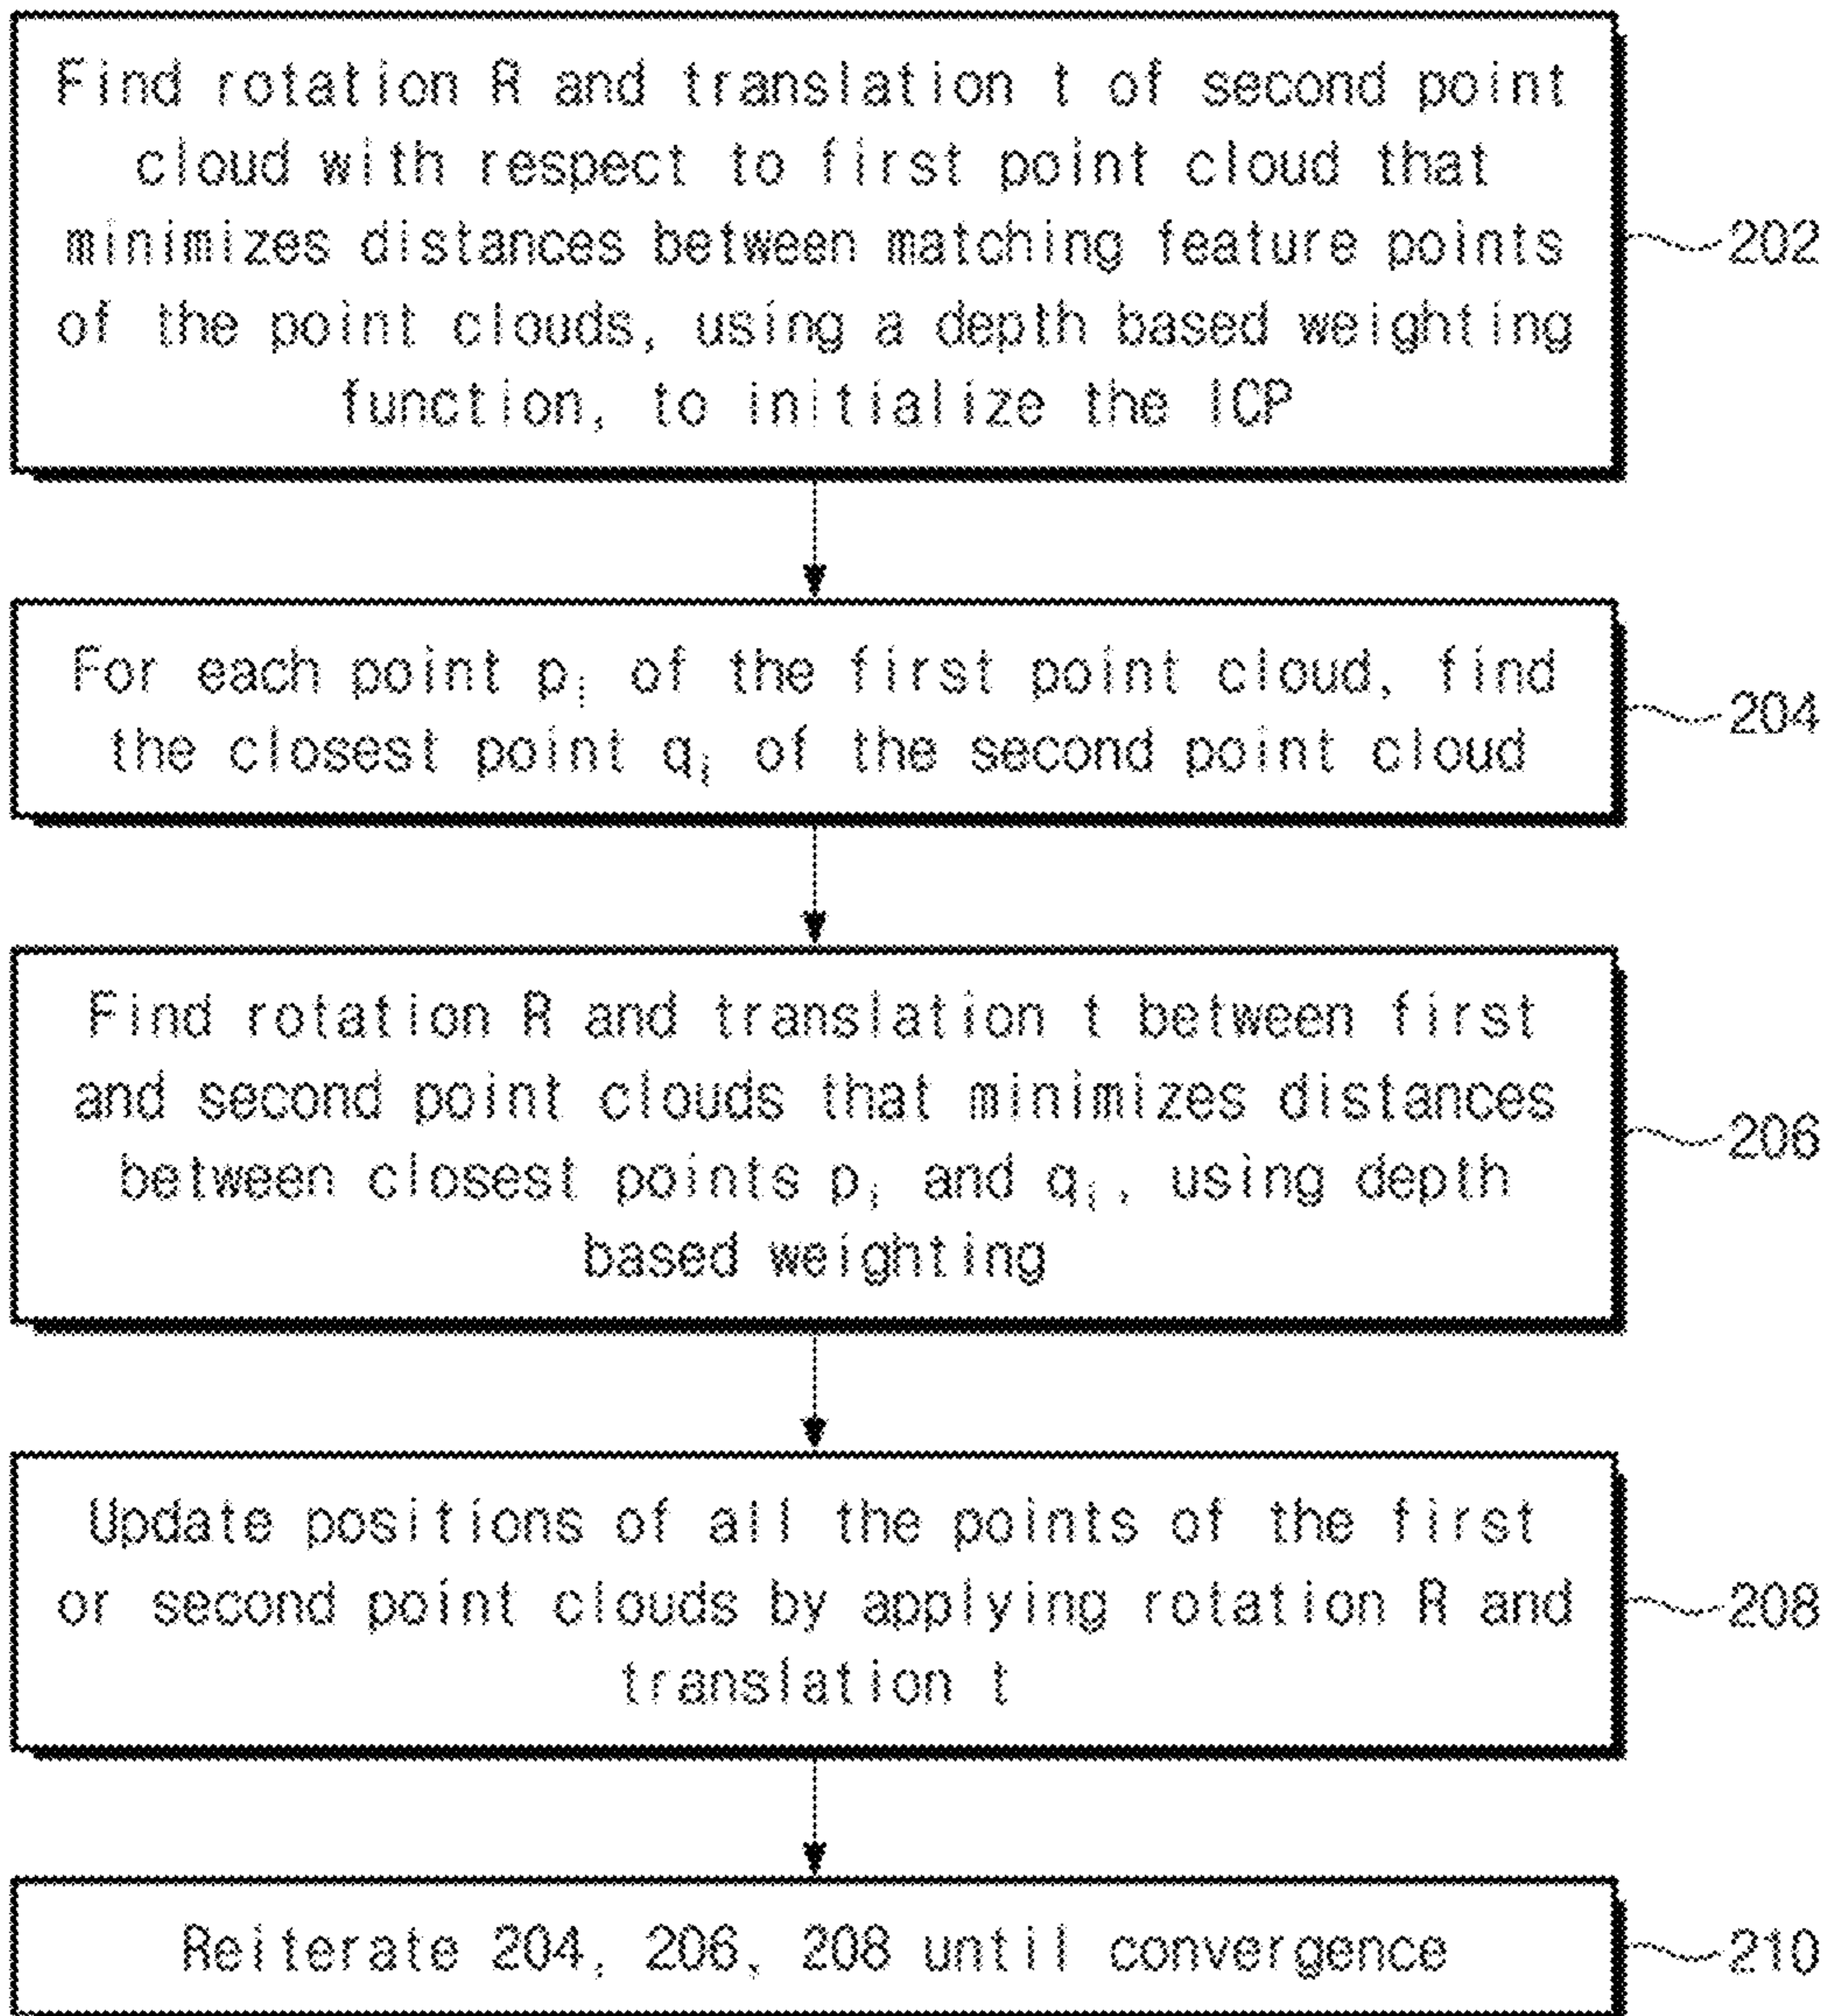 Find rotation R and translation t of second point
cloud with respect to first point cloud that
minimizes distances between matching feature points
of the point clouds, using a depth based weighting
function, to initialize the ICP
202
For each point pᵢ of the first point cloud, find
the closest point qᵢ of the second point cloud
204
Find rotation R and translation t between first
and second point clouds that minimizes distances
between closest points pᵢ and qᵢ, using depth
based weighting
206
Update positions of all the points of the first
or second point clouds by applying rotation R and
translation t
208
Reiterate 204, 206, 208 until convergence
210